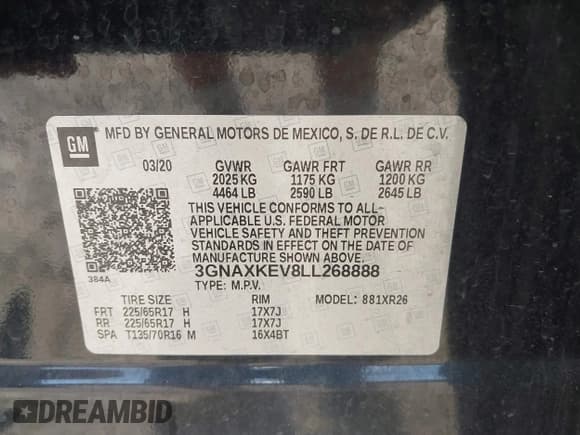 GM ® MFD BY GENERAL MOTORS DE MEXICO, S. DE R.L. DE C.V.
03/20 GVWR GAWR FRT GAWR RR
2025 KG 1175 KG 1200 KG
4464 LB 2590 LB 2645 LB
THIS VEHICLE CONFORMS TO ALL
APPLICABLE U.S. FEDERAL MOTOR
VEHICLE SAFETY AND THEFT PREVENTION
STANDARDS IN EFFECT ON THE DATE OF
MANUFACTURE SHOWN ABOVE.
384A 3GNAXKEV8LL268888
TYPE: M.P.V. MODEL: 881XR26
TIRE SIZE RIM
FRT 225/65R17 H 17X7J
RR 225/65R17 H 17X7J
SPA T135/70R16 M 16X4BT
DREAMBID